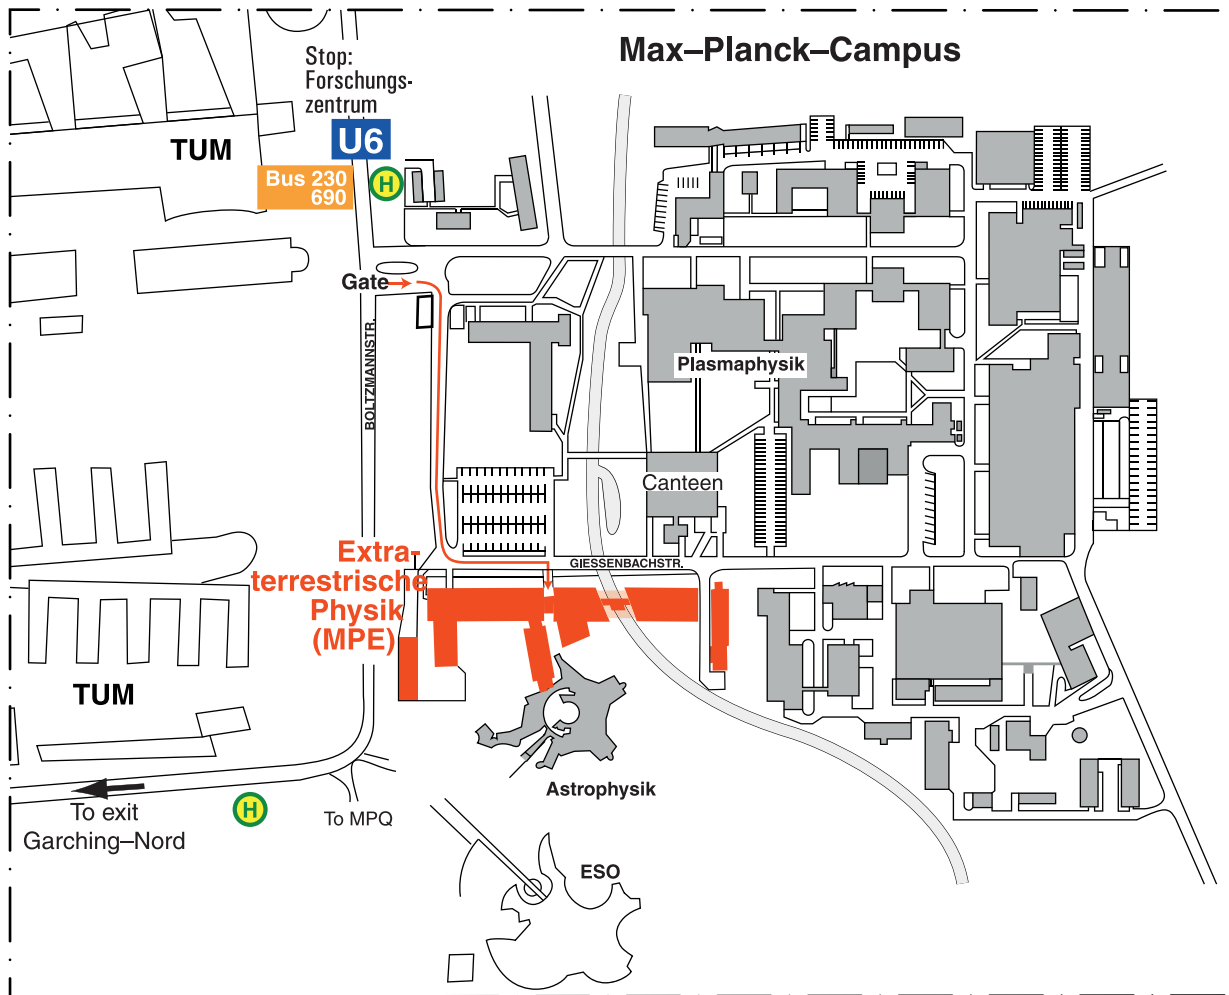 Max–Planck–Campus
Stop:
Forschungs-
zentrum
U6
TUM
Bus 230
690
H
Gate
BOLTZMANNSTR.
Plasmaphysik
Canteen
GIESSENBACHSTR.
Extra-
terrestrische
Physik
(MPE)
TUM
Astrophysik
To exit
Garching–Nord
H
To MPQ
ESO